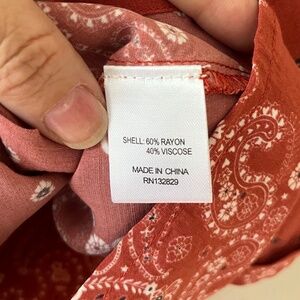 SHELL: 60% RAYON
40% VISCOSE
MADE IN CHINA
RN132829